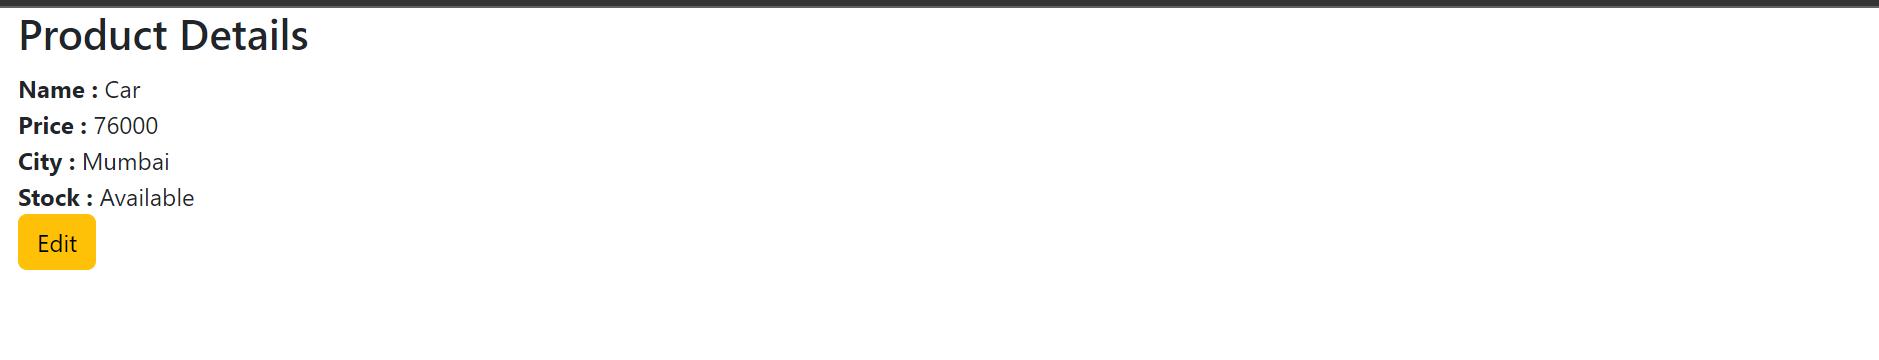 Product Details
Name : Car
Price : 76000
City : Mumbai
Stock : Available
Edit